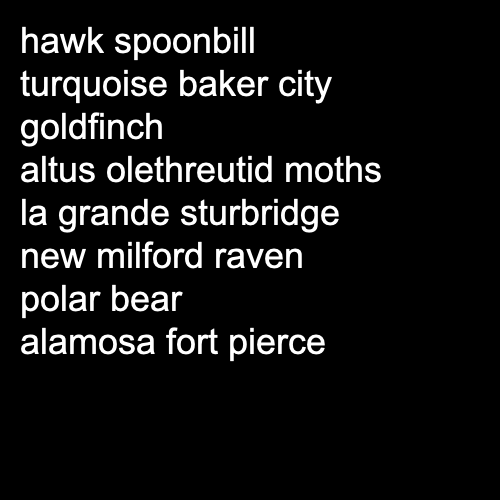 hawk spoonbill
turquoise baker city
goldfinch
altus olethreutid moths
la grande sturbridge
new milford raven
polar bear
alamosa fort pierce